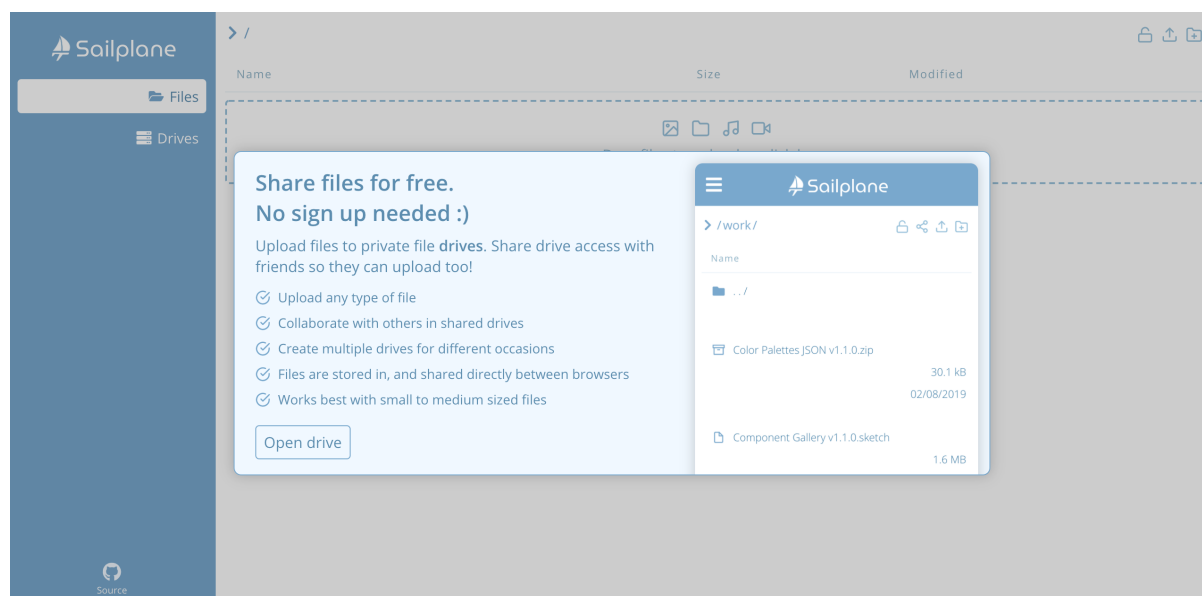 Sailplane
Files
Drives
Source
/
Name Size Modified
Share files for free.
No sign up needed :)
Upload files to private file drives. Share drive access with
friends so they can upload too!
Upload any type of file
Collaborate with others in shared drives
Create multiple drives for different occasions
Files are stored in, and shared directly between browsers
Works best with small to medium sized files
Open drive
Sailplane
/work/
Name
../
Color Palettes JSON v1.1.0.zip
30.1 kB
02/08/2019
Component Gallery v1.1.0.sketch
1.6 MB